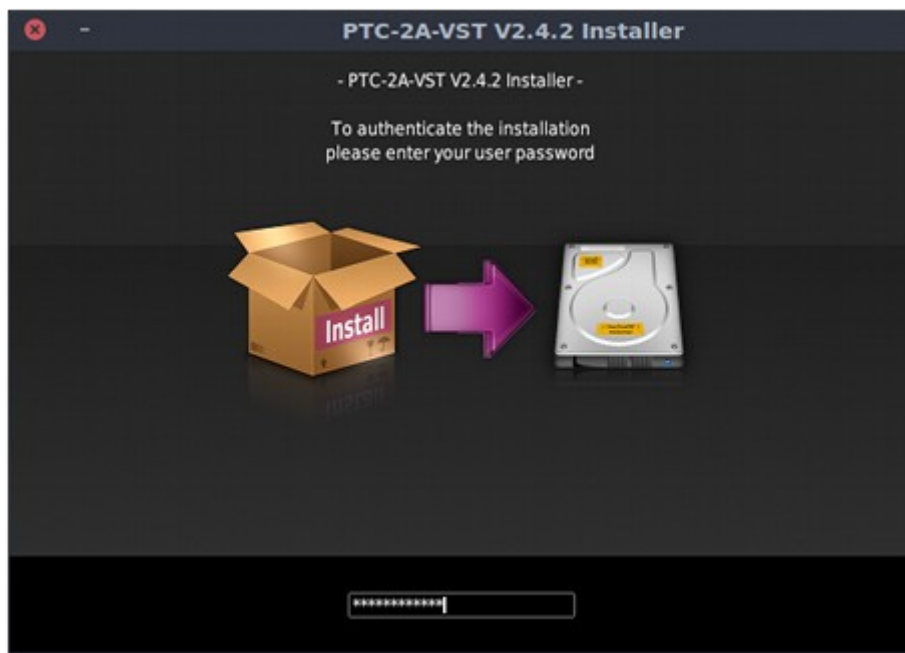 PTC-2A-VST V2.4.2 Installer
- PTC-2A-VST V2.4.2 Installer -
To authenticate the installation
please enter your user password
Install
************